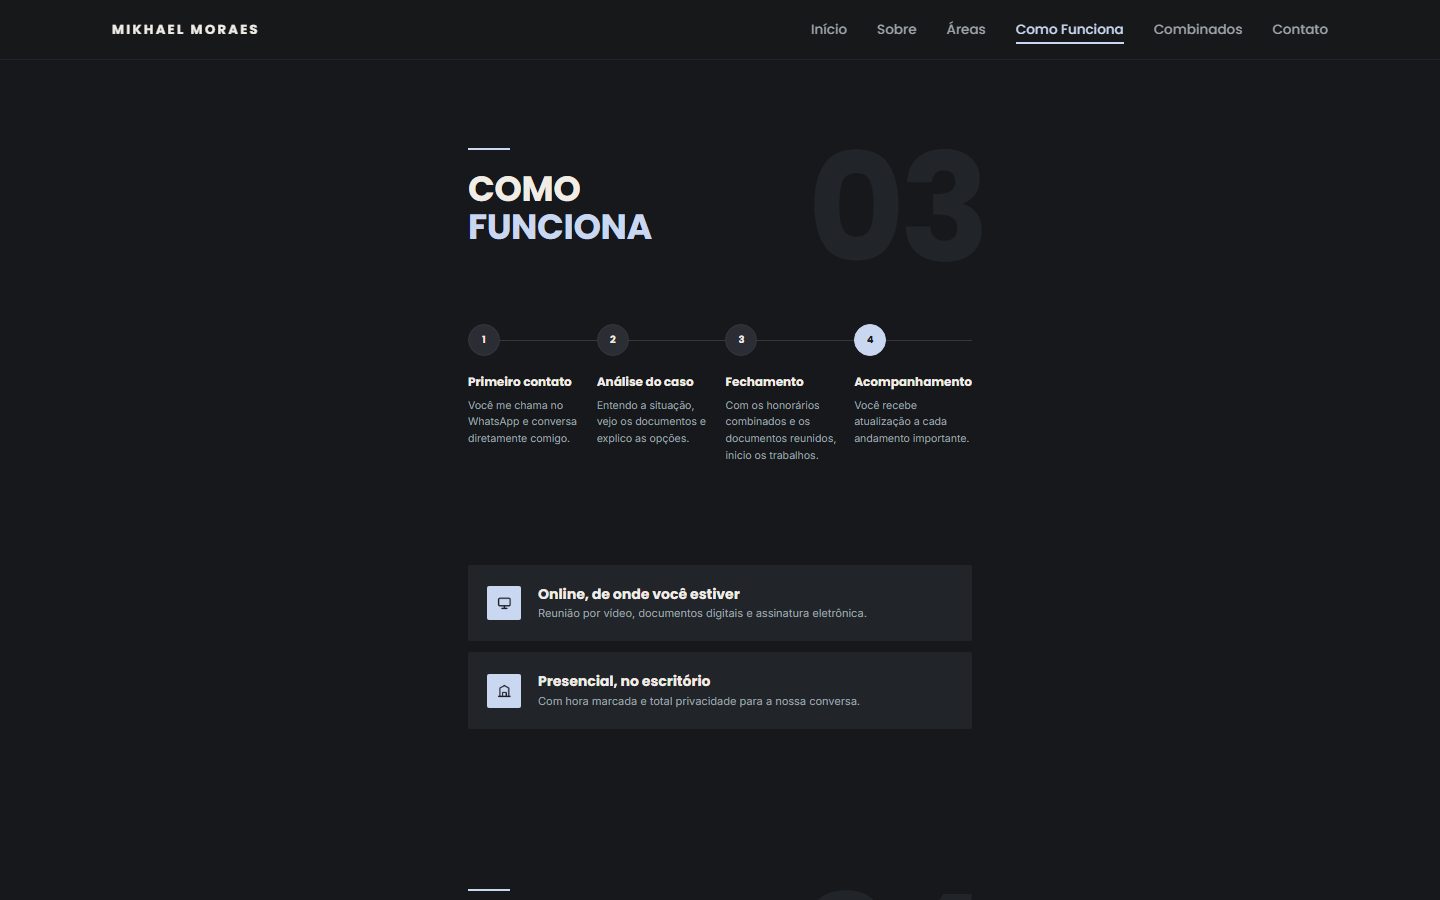 MIKHAEL MORAES
Início Sobre Áreas Como Funciona Combinados Contato
03
COMO
FUNCIONA
1
Primeiro contato
Você me chama no
WhatsApp e conversa
diretamente comigo.
2
Análise do caso
Entendo a situação,
vejo os documentos e
explico as opções.
3
Fechamento
Com os honorários
combinados e os
documentos reunidos,
inicio os trabalhos.
4
Acompanhamento
Você recebe
atualização a cada
andamento importante.
Online, de onde você estiver
Reunião por vídeo, documentos digitais e assinatura eletrônica.
Presencial, no escritório
Com hora marcada e total privacidade para a nossa conversa.